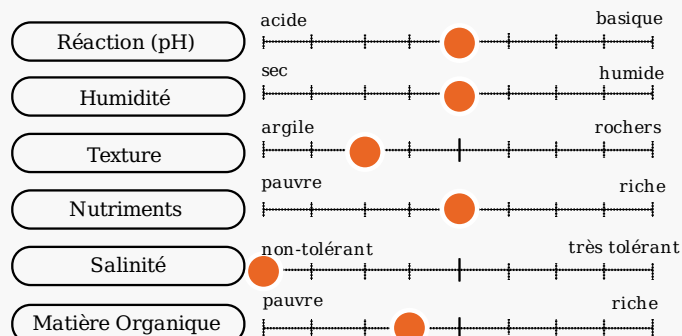 acide basique
Réaction (pH)
sec humide
Humidité
argile rochers
Texture
pauvre riche
Nutriments
non-tolérant très tolérant
Salinité
pauvre riche
Matière Organique